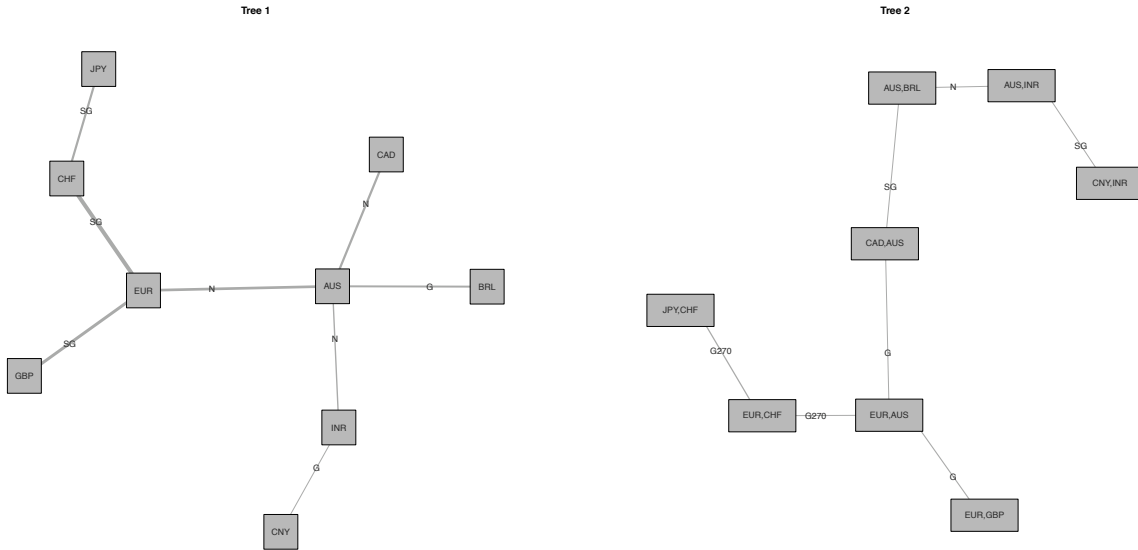 Tree 1
JPY
SG
CHF
SG
EUR
SG
GBP
N
AUS
N
CAD
G
BRL
N
INR
G
CNY
Tree 2
AUS,BRL
N
AUS,INR
SG
CNY,INR
SG
CAD,AUS
G
JPY,CHF
G270
EUR,CHF
G270
EUR,AUS
G
EUR,GBP